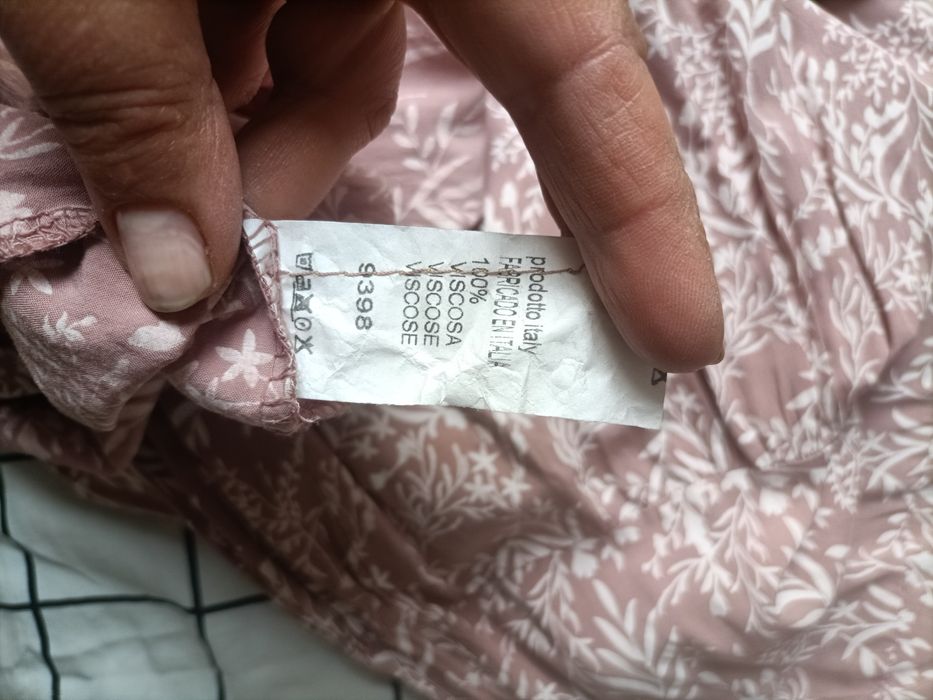 prodotto italy
FABRICADO EN ITALIA
100%
VISCOSA
VISCOSE
VISCOSE
9398